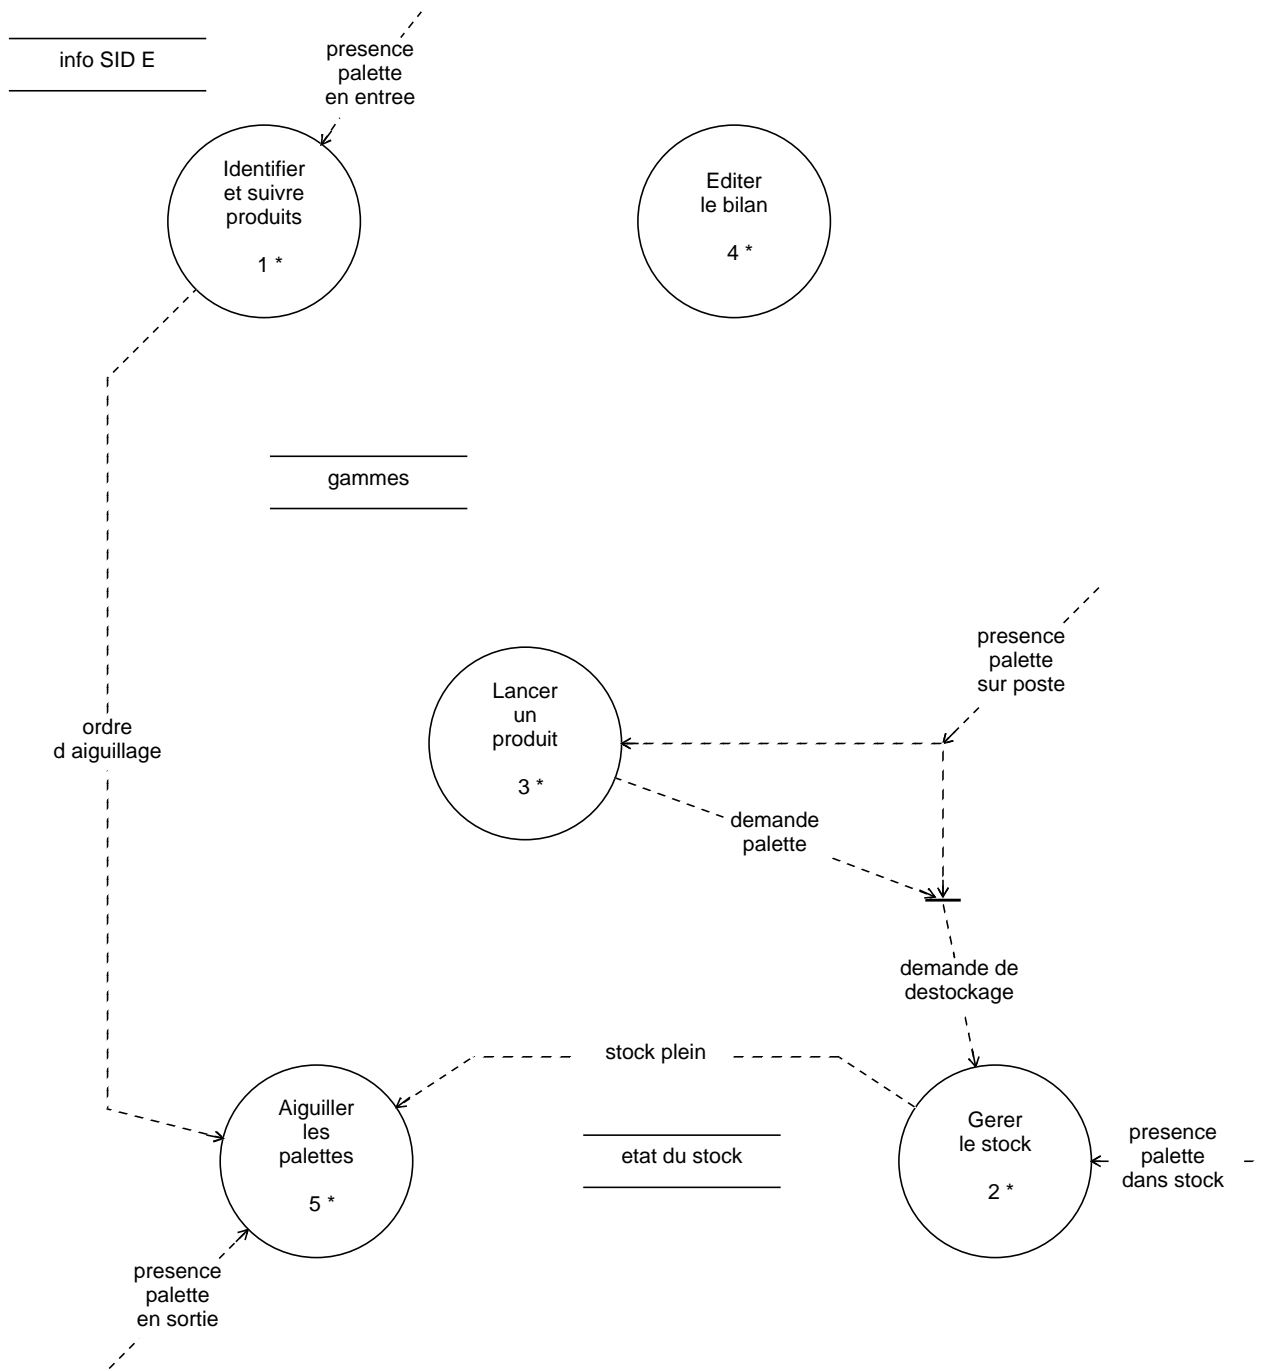 info SID E
presence
palette
en entree
Identifier
et suivre
produits
1 *
Editer
le bilan
4 *
gammes
presence
palette
sur poste
Lancer
un
produit
3 *
ordre
d aiguillage
demande
palette
demande de
destockage
stock plein
Aiguiller
les
palettes
5 *
etat du stock
Gerer
le stock
2 *
presence
palette
dans stock
presence
palette
en sortie